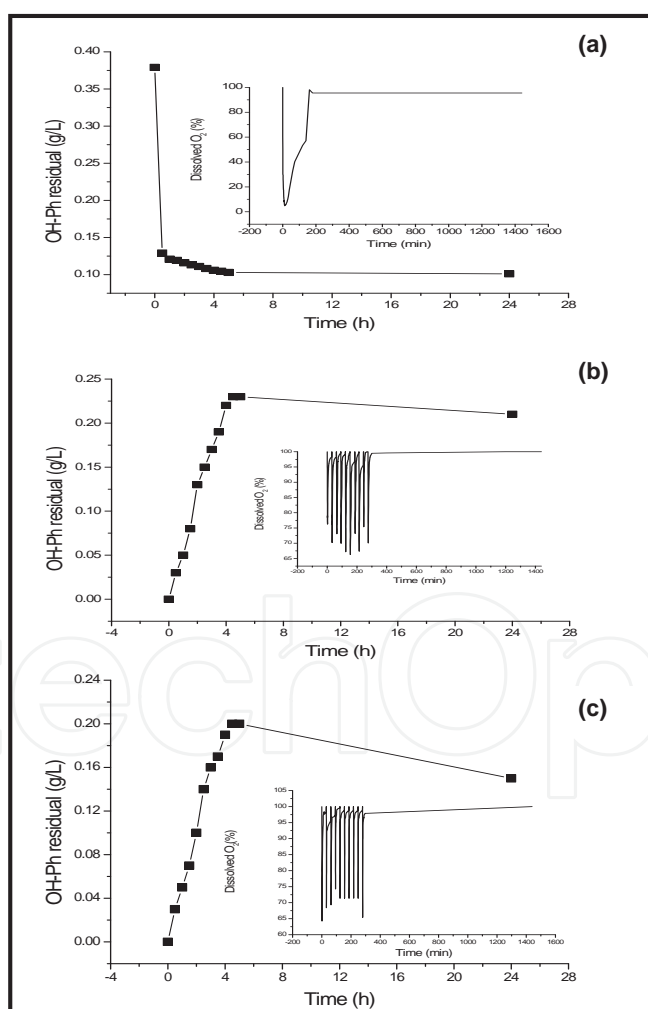 (a)
0.40
0.35
0.30
0.25
0.20
0.15
0.10
OH-Ph residual (g/L)
-4 0 4 8 12 16 20 24 28
Time (h)
100
80
60
40
20
0
Dissolved O2 (%)
-200 0 200 400 600 800 1000 1200 1400 1600
Time (min)
(b)
0.25
0.20
0.15
0.10
0.05
0.00
OH-Ph residual (g/L)
-4 0 4 8 12 16 20 24 28
Time (h)
100
95
90
85
80
75
70
65
Dissolved O2 (%)
-200 0 200 400 600 800 1000 1200 1400
Time (min)
(c)
0.24
0.20
0.16
0.12
0.08
0.04
0.00
OH-Ph residual (g/L)
-4 0 4 8 12 16 20 24 28
Time (h)
105
100
95
90
85
80
75
70
65
60
Dissolved O2 (%)
-200 0 200 400 600 800 1000 1200 1400 1600
Time (min)
techOp